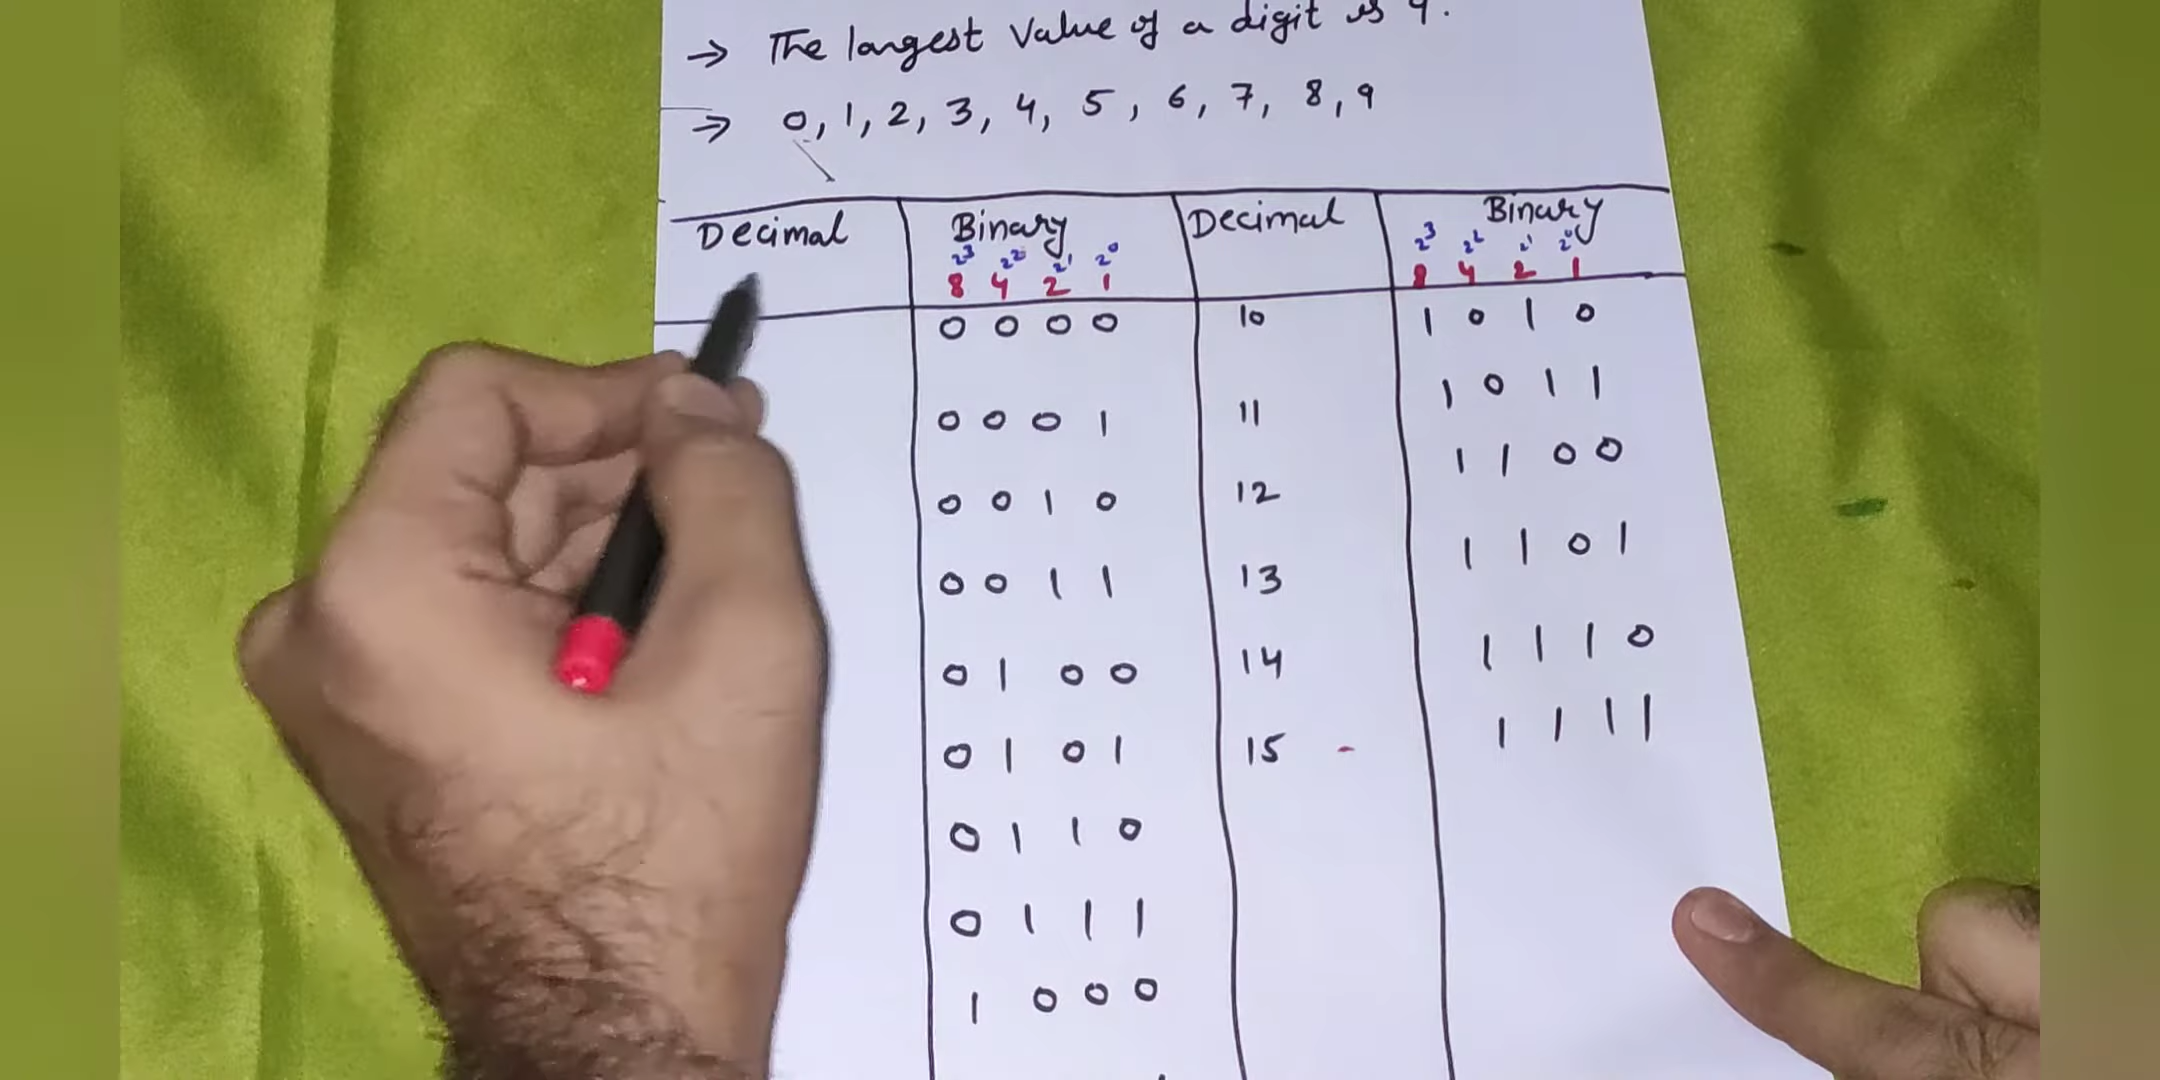 → The largest Value of a digit is 9.
→ 0, 1, 2, 3, 4, 5, 6, 7, 8, 9
Decimal Binary Decimal Binary
2³ 2² 2¹ 2⁰ 2³ 2² 2¹ 2⁰
8 4 2 1 8 4 2 1
0 0 0 0 10 1 0 1 0
0 0 0 1 11 1 0 1 1
0 0 1 0 12 1 1 0 0
0 0 1 1 13 1 1 0 1
0 1 0 0 14 1 1 1 0
0 1 0 1 15 - 1 1 1 1
0 1 1 0
0 1 1 1
1 0 0 0